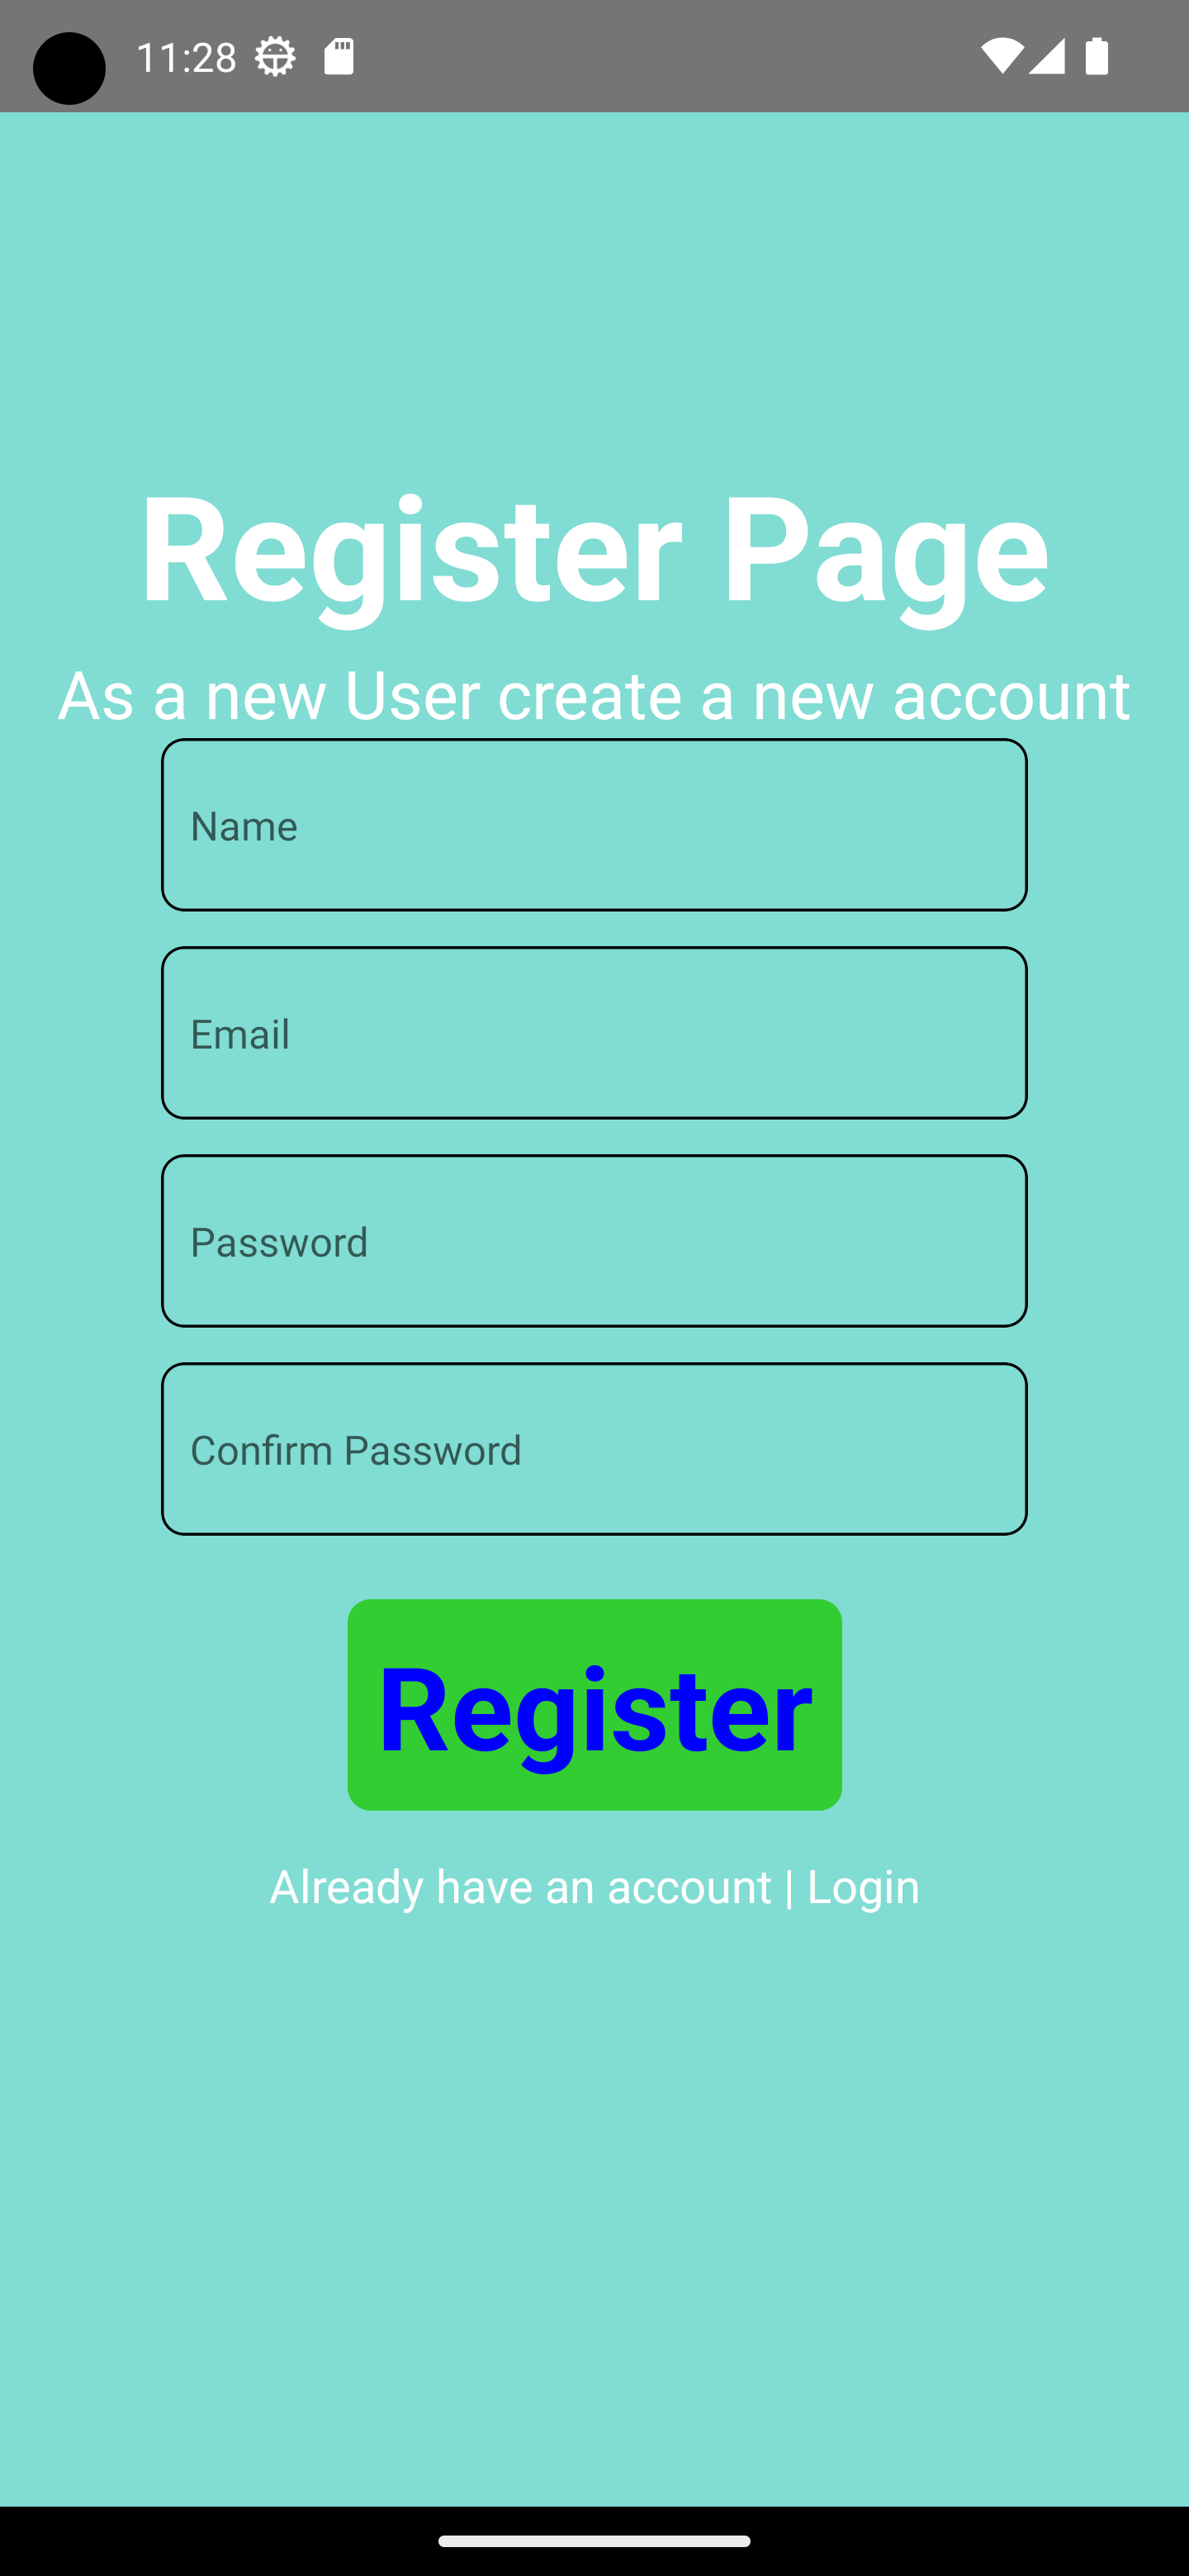 11:28
Register Page
As a new User create a new account
Name
Email
Password
Confirm Password
Register
Already have an account | Login